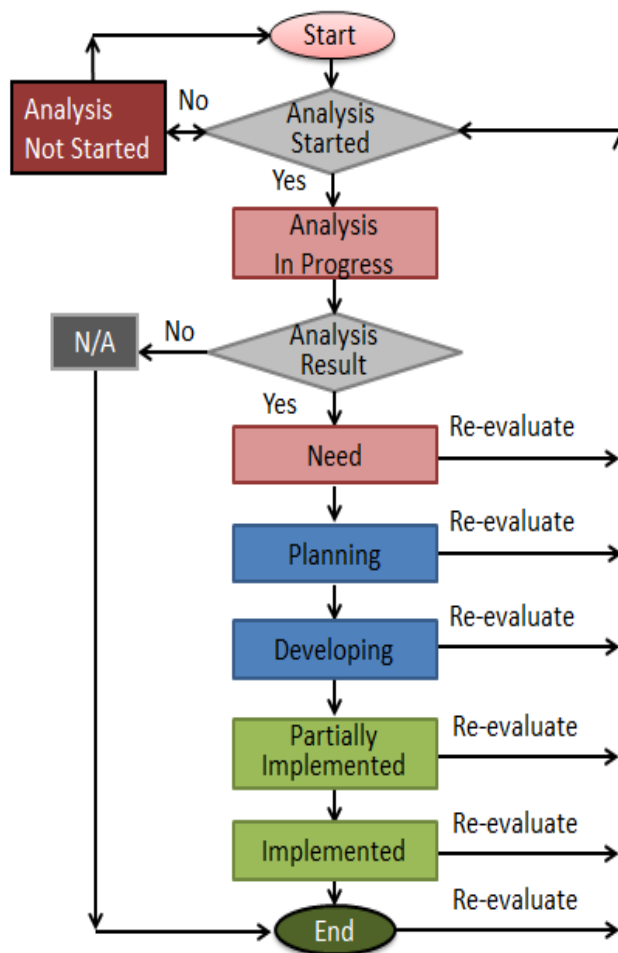 Start
No
Analysis
Not Started
Analysis
Started
Yes
Analysis
In Progress
N/A
No
Analysis
Result
Yes
Need
Re-evaluate
Planning
Re-evaluate
Developing
Re-evaluate
Partially
Implemented
Re-evaluate
Implemented
Re-evaluate
End
Re-evaluate